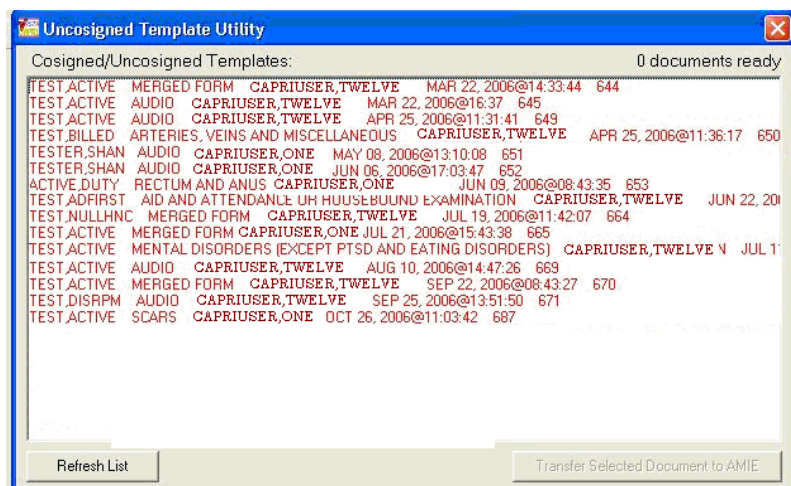 Uncosigned Template Utility
Cosigned/Uncosigned Templates: 0 documents ready
TEST,ACTIVE MERGED FORM CAPRIUSER,TWELVE MAR 22, 2006@14:33:44 644
TEST,ACTIVE AUDIO CAPRIUSER,TWELVE MAR 22, 2006@16:37 645
TEST,ACTIVE AUDIO CAPRIUSER,TWELVE APR 25, 2006@11:31:41 649
TEST,BILLED ARTERIES, VEINS AND MISCELLANEOUS CAPRIUSER,TWELVE APR 25, 2006@11:36:17 650
TESTER,SHAN AUDIO CAPRIUSER,ONE MAY 08, 2006@13:10:08 651
TESTER,SHAN AUDIO CAPRIUSER,ONE JUN 06, 2006@17:03:47 652
ACTIVE,DUTY RECTUM AND ANUS CAPRIUSER,ONE JUN 09, 2006@08:43:35 653
TEST,ADFIRST AID AND ATTENDANCE OR HOUSEBOUND EXAMINATION CAPRIUSER,TWELVE JUN 22, 20
TEST,NULLHNC MERGED FORM CAPRIUSER,TWELVE JUL 19, 2006@11:42:07 664
TEST,ACTIVE MERGED FORM CAPRIUSER,ONE JUL 21, 2006@15:43:38 665
TEST,ACTIVE MENTAL DISORDERS (EXCEPT PTSD AND EATING DISORDERS) CAPRIUSER,TWELVE N JUL 1
TEST,ACTIVE AUDIO CAPRIUSER,TWELVE AUG 10, 2006@14:47:26 669
TEST,ACTIVE MERGED FORM CAPRIUSER,TWELVE SEP 22, 2006@08:43:27 670
TEST,DISRPM AUDIO CAPRIUSER,TWELVE SEP 25, 2006@13:51:50 671
TEST,ACTIVE SCARS CAPRIUSER,ONE OCT 26, 2006@11:03:42 687
Refresh List Transfer Selected Document to AMIE